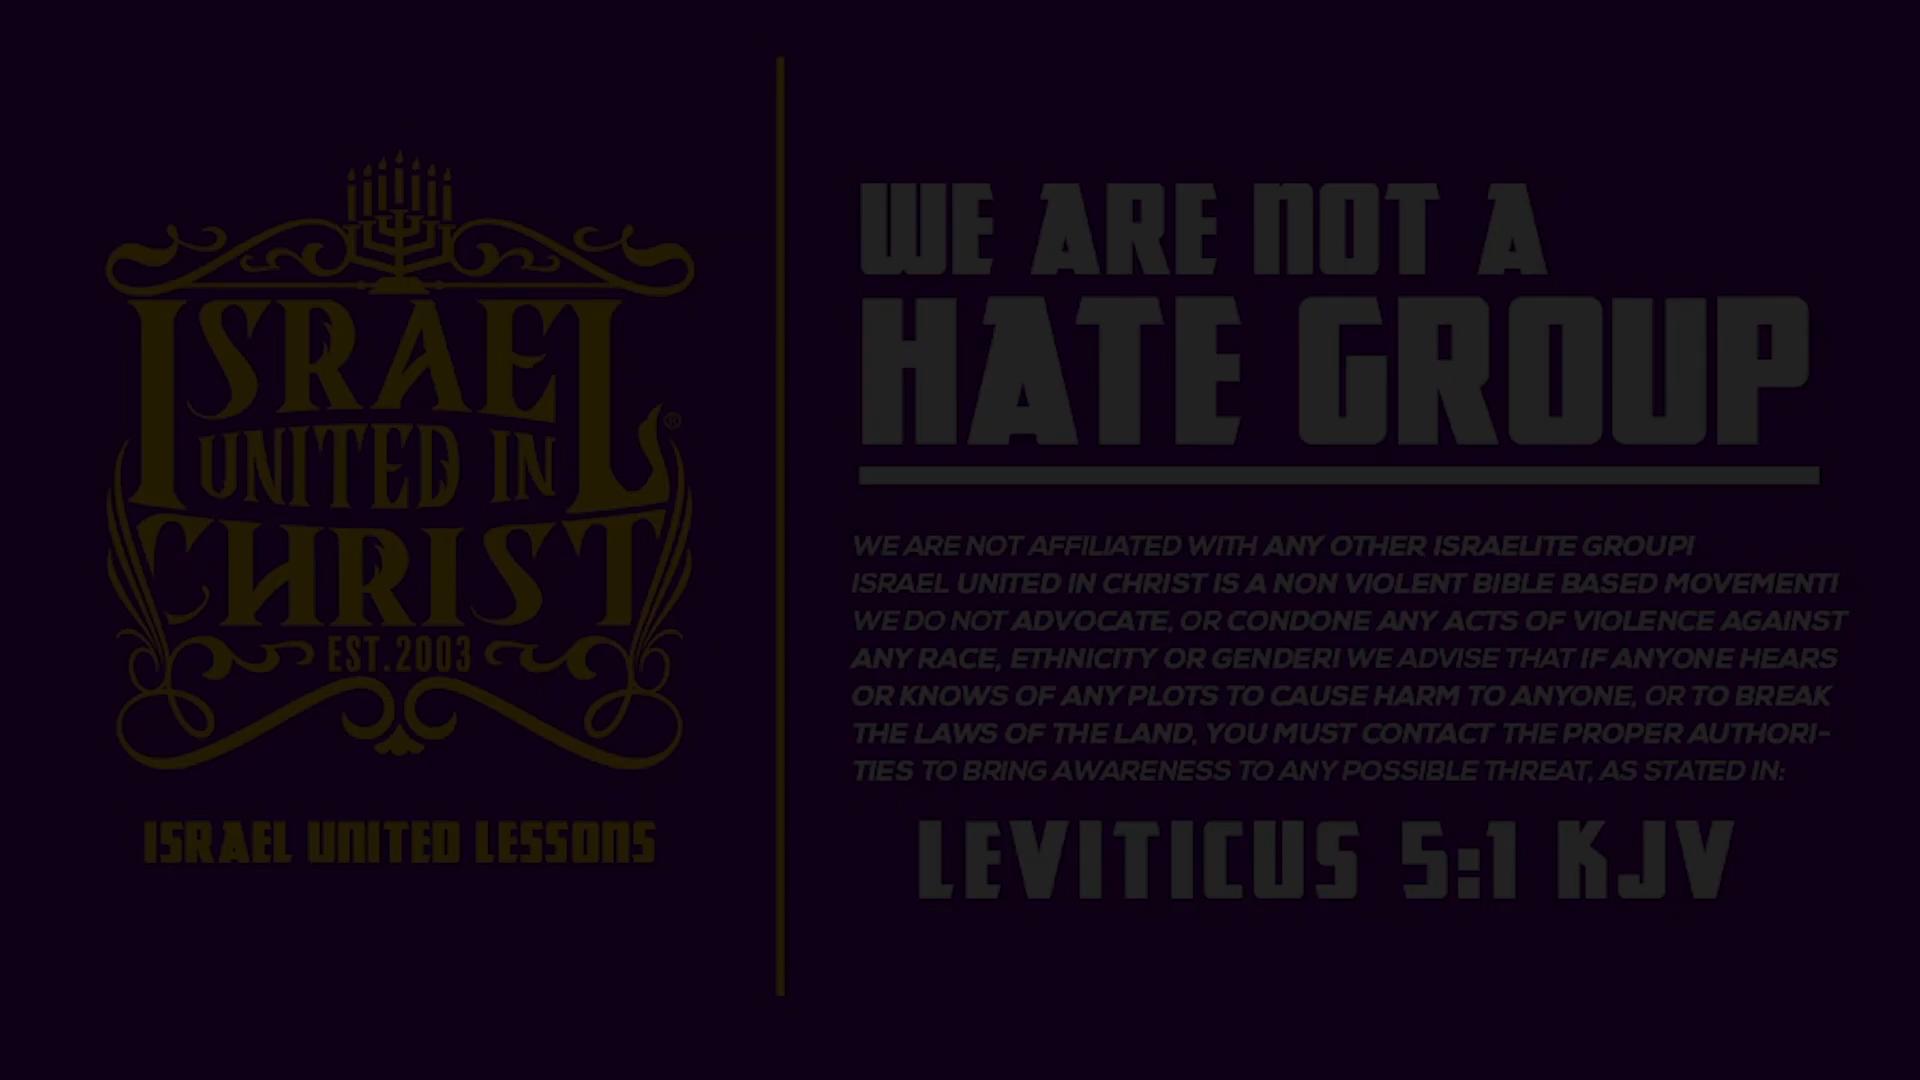 ISRAEL
UNITED IN
CHRIST
®
EST.2003
ISRAEL UNITED LESSONS
WE ARE NOT A
HATE GROUP
WE ARE NOT AFFILIATED WITH ANY OTHER ISRAELITE GROUP!
ISRAEL UNITED IN CHRIST IS A NON VIOLENT BIBLE BASED MOVEMENT!
WE DO NOT ADVOCATE, OR CONDONE ANY ACTS OF VIOLENCE AGAINST
ANY RACE, ETHNICITY OR GENDER! WE ADVISE THAT IF ANYONE HEARS
OR KNOWS OF ANY PLOTS TO CAUSE HARM TO ANYONE, OR TO BREAK
THE LAWS OF THE LAND, YOU MUST CONTACT THE PROPER AUTHORI-
TIES TO BRING AWARENESS TO ANY POSSIBLE THREAT, AS STATED IN:
LEVITICUS 5:1 KJV